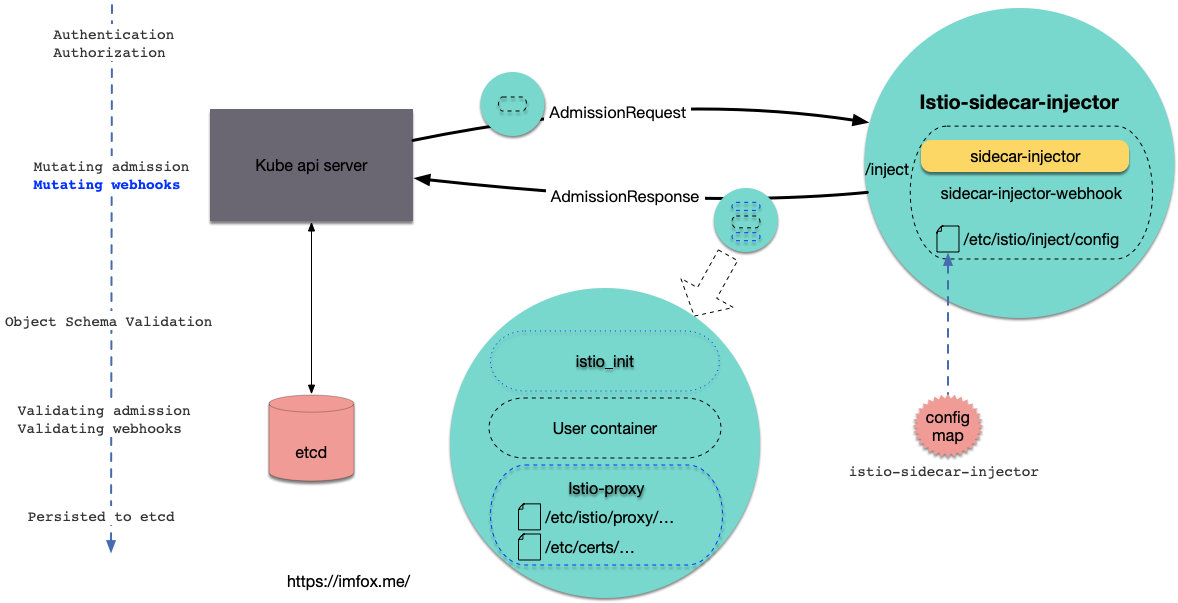 Authentication
Authorization
Mutating admission
Mutating webhooks
Object Schema Validation
Validating admission
Validating webhooks
Persisted to etcd
Kube api server
etcd
https://imfox.me/
AdmissionRequest
AdmissionResponse
Istio-sidecar-injector
/inject
sidecar-injector
sidecar-injector-webhook
/etc/istio/inject/config
config
map
istio-sidecar-injector
istio_init
User container
Istio-proxy
/etc/istio/proxy/...
/etc/certs/...